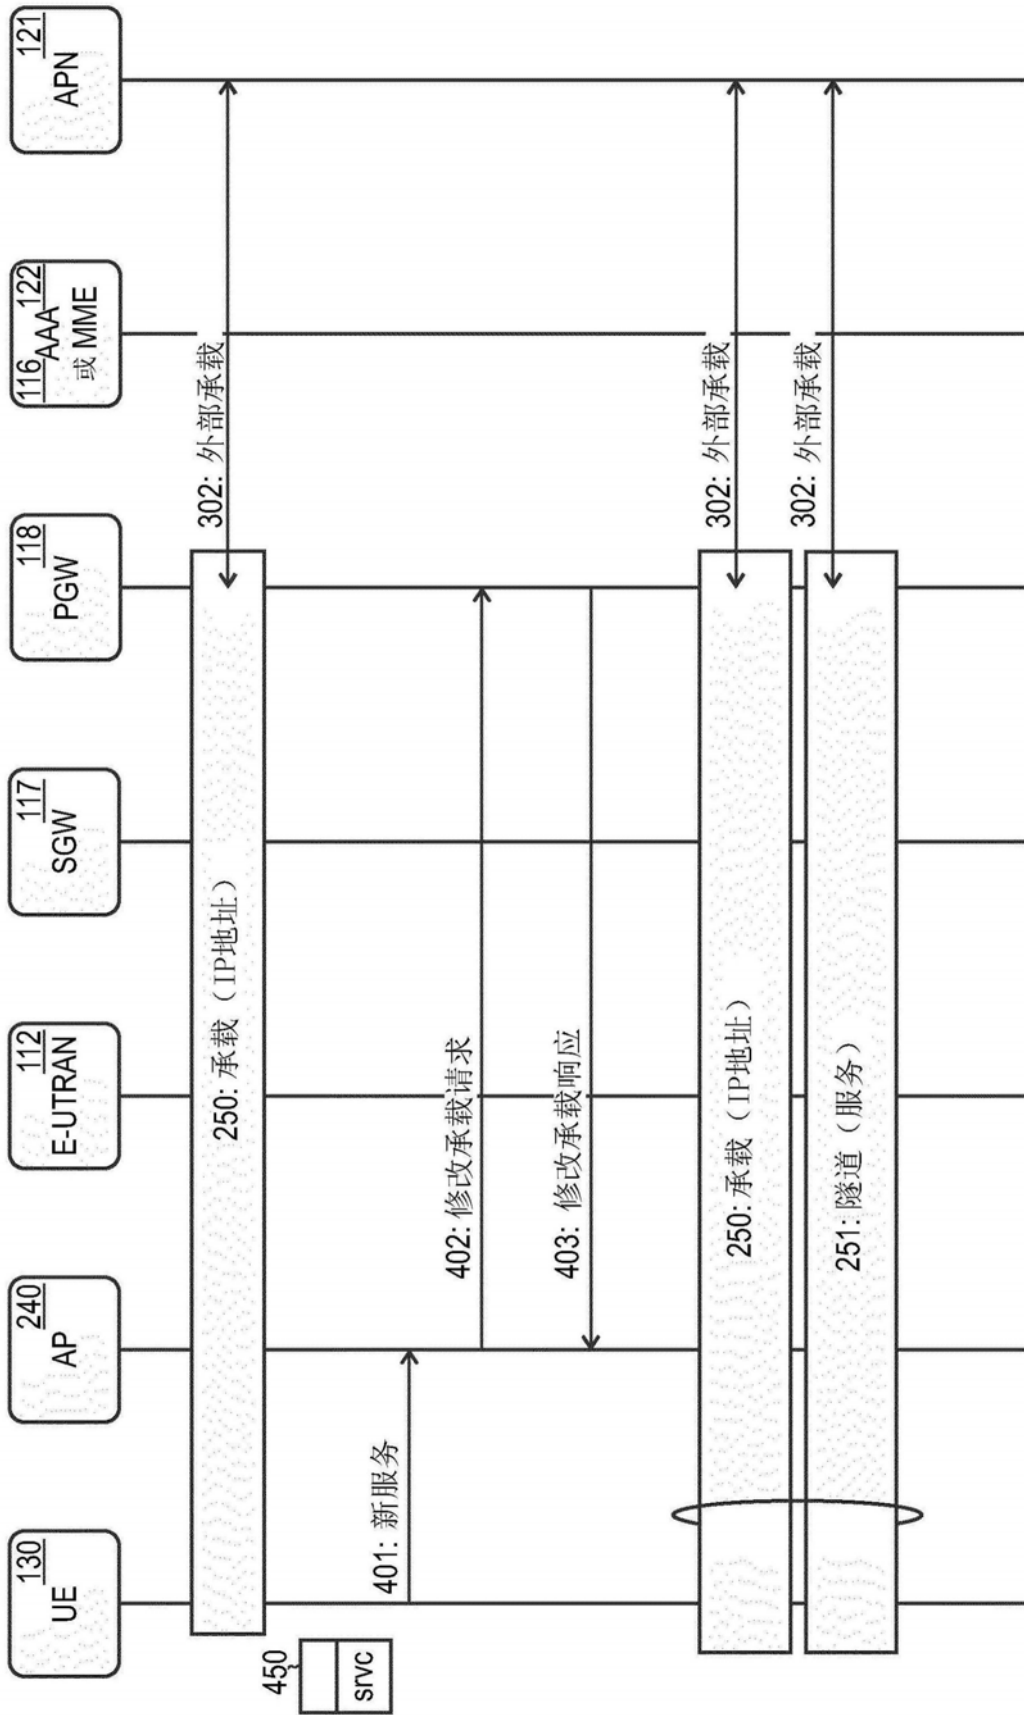 130
UE
240
AP
112
E-UTRAN
117
SGW
118
PGW
116 AAA 122
或 MME
121
APN
250: 承载（IP地址）
302: 外部承载
450
srvc
401: 新服务
402: 修改承载请求
403: 修改承载响应
250: 承载（IP地址）
302: 外部承载
251: 隧道（服务）
302: 外部承载